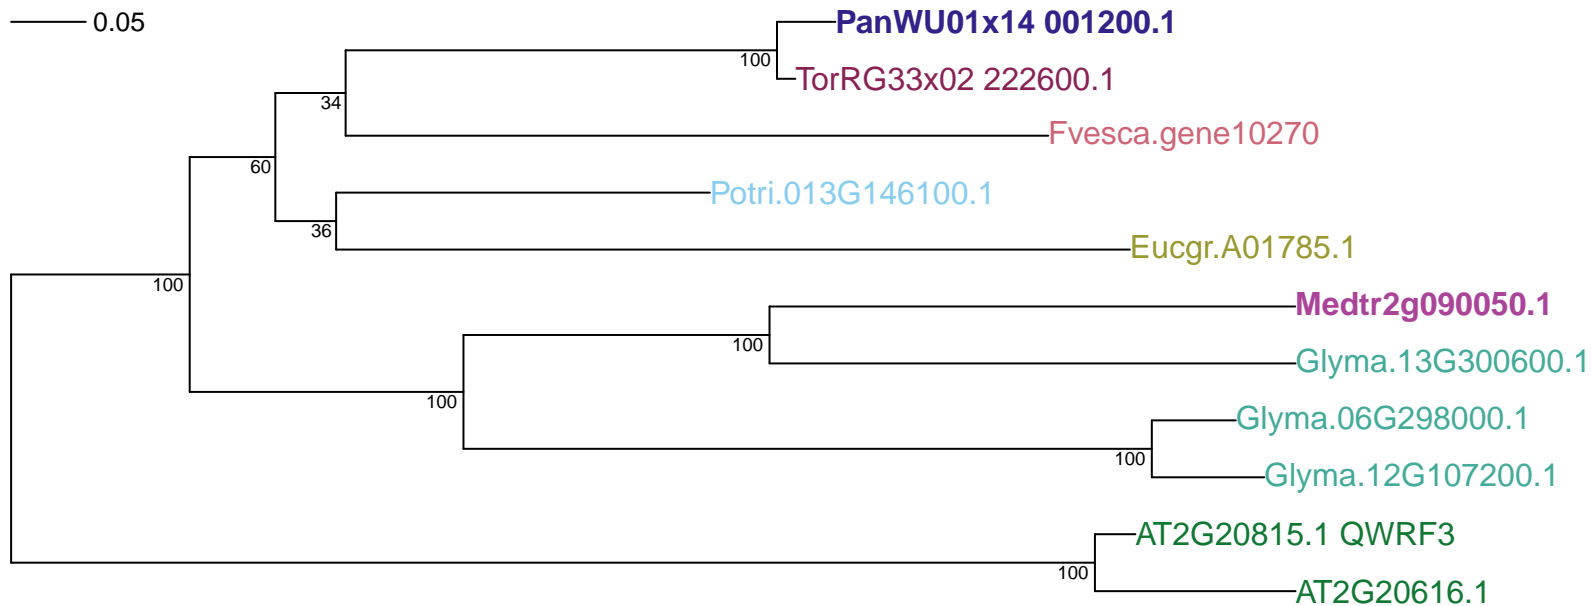 0.05
PanWU01x14 001200.1
100
TorRG33x02 222600.1
34
Fvesca.gene10270
60
Potri.013G146100.1
36
Eucgr.A01785.1
100
Medtr2g090050.1
100
Glyma.13G300600.1
100
Glyma.06G298000.1
100
Glyma.12G107200.1
AT2G20815.1 QWRF3
100
AT2G20616.1